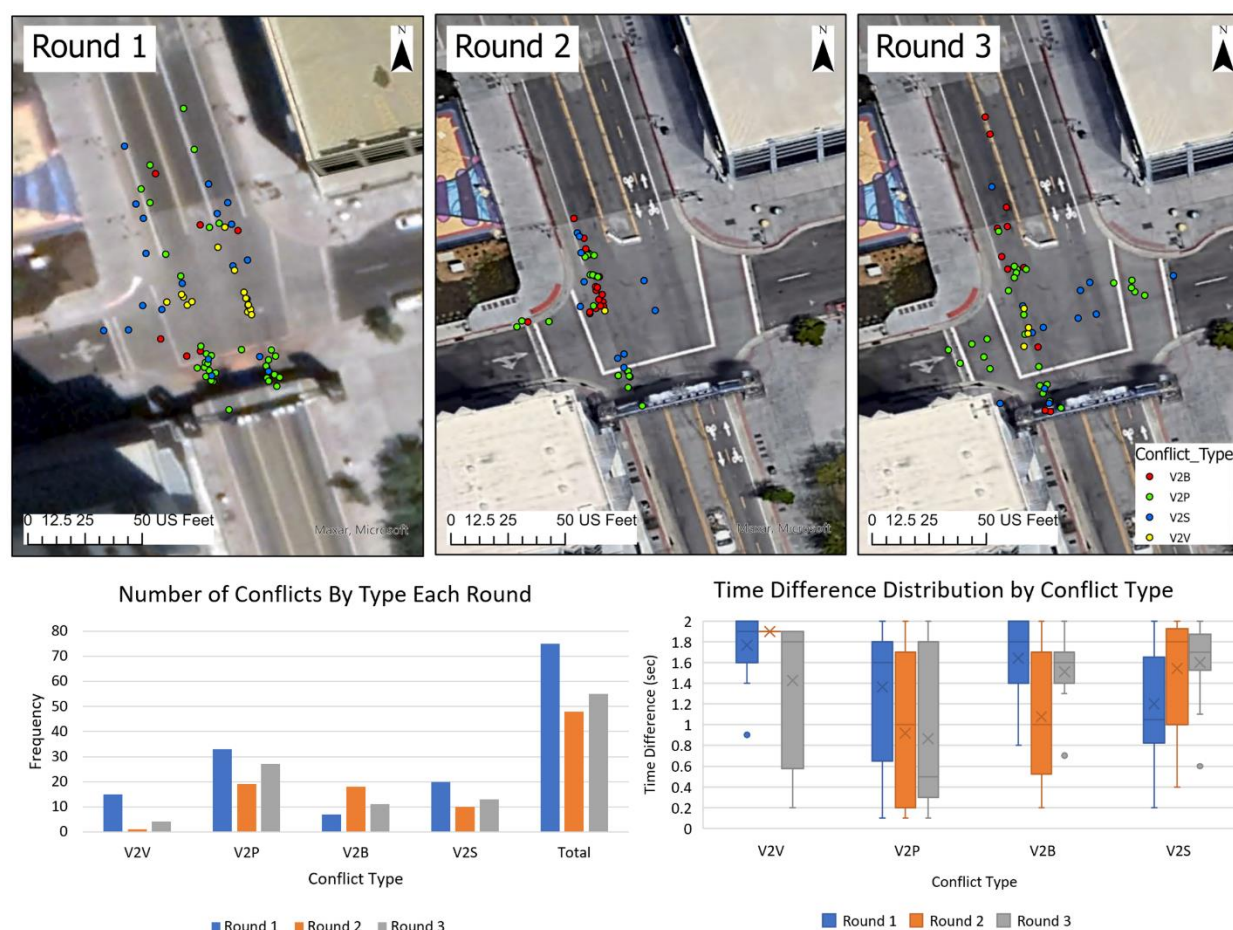 Round 1
N
Round 2
N
Round 3
N
0 12.5 25 50 US Feet
Maxar, Microsoft
0 12.5 25 50 US Feet
Maxar, Microsoft
0 12.5 25 50 US Feet
Conflict_Type
V2B
V2P
V2S
V2V
Number of Conflicts By Type Each Round
Frequency
80
70
60
50
40
30
20
10
0
V2V V2P V2B V2S Total
Conflict Type
Round 1 Round 2 Round 3
Time Difference Distribution by Conflict Type
Time Difference (sec)
2
1.8
1.6
1.4
1.2
1
0.8
0.6
0.4
0.2
0
V2V V2P V2B V2S
Conflict Type
Round 1 Round 2 Round 3